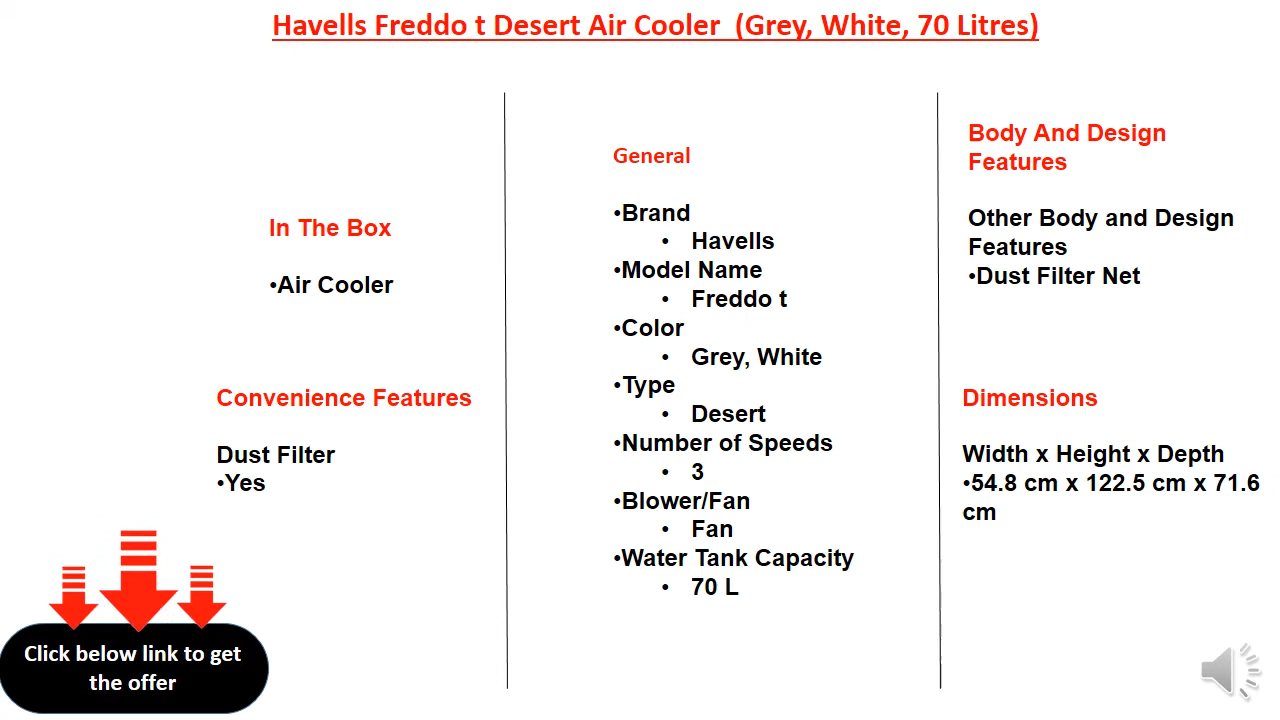 Havells Freddo t Desert Air Cooler  (Grey, White, 70 Litres)
In The Box
•Air Cooler
Convenience Features
Dust Filter
•Yes
Click below link to get
the offer
General
•Brand
• Havells
•Model Name
• Freddo t
•Color
• Grey, White
•Type
• Desert
•Number of Speeds
• 3
•Blower/Fan
• Fan
•Water Tank Capacity
• 70 L
Body And Design
Features
Other Body and Design
Features
•Dust Filter Net
Dimensions
Width x Height x Depth
•54.8 cm x 122.5 cm x 71.6
cm